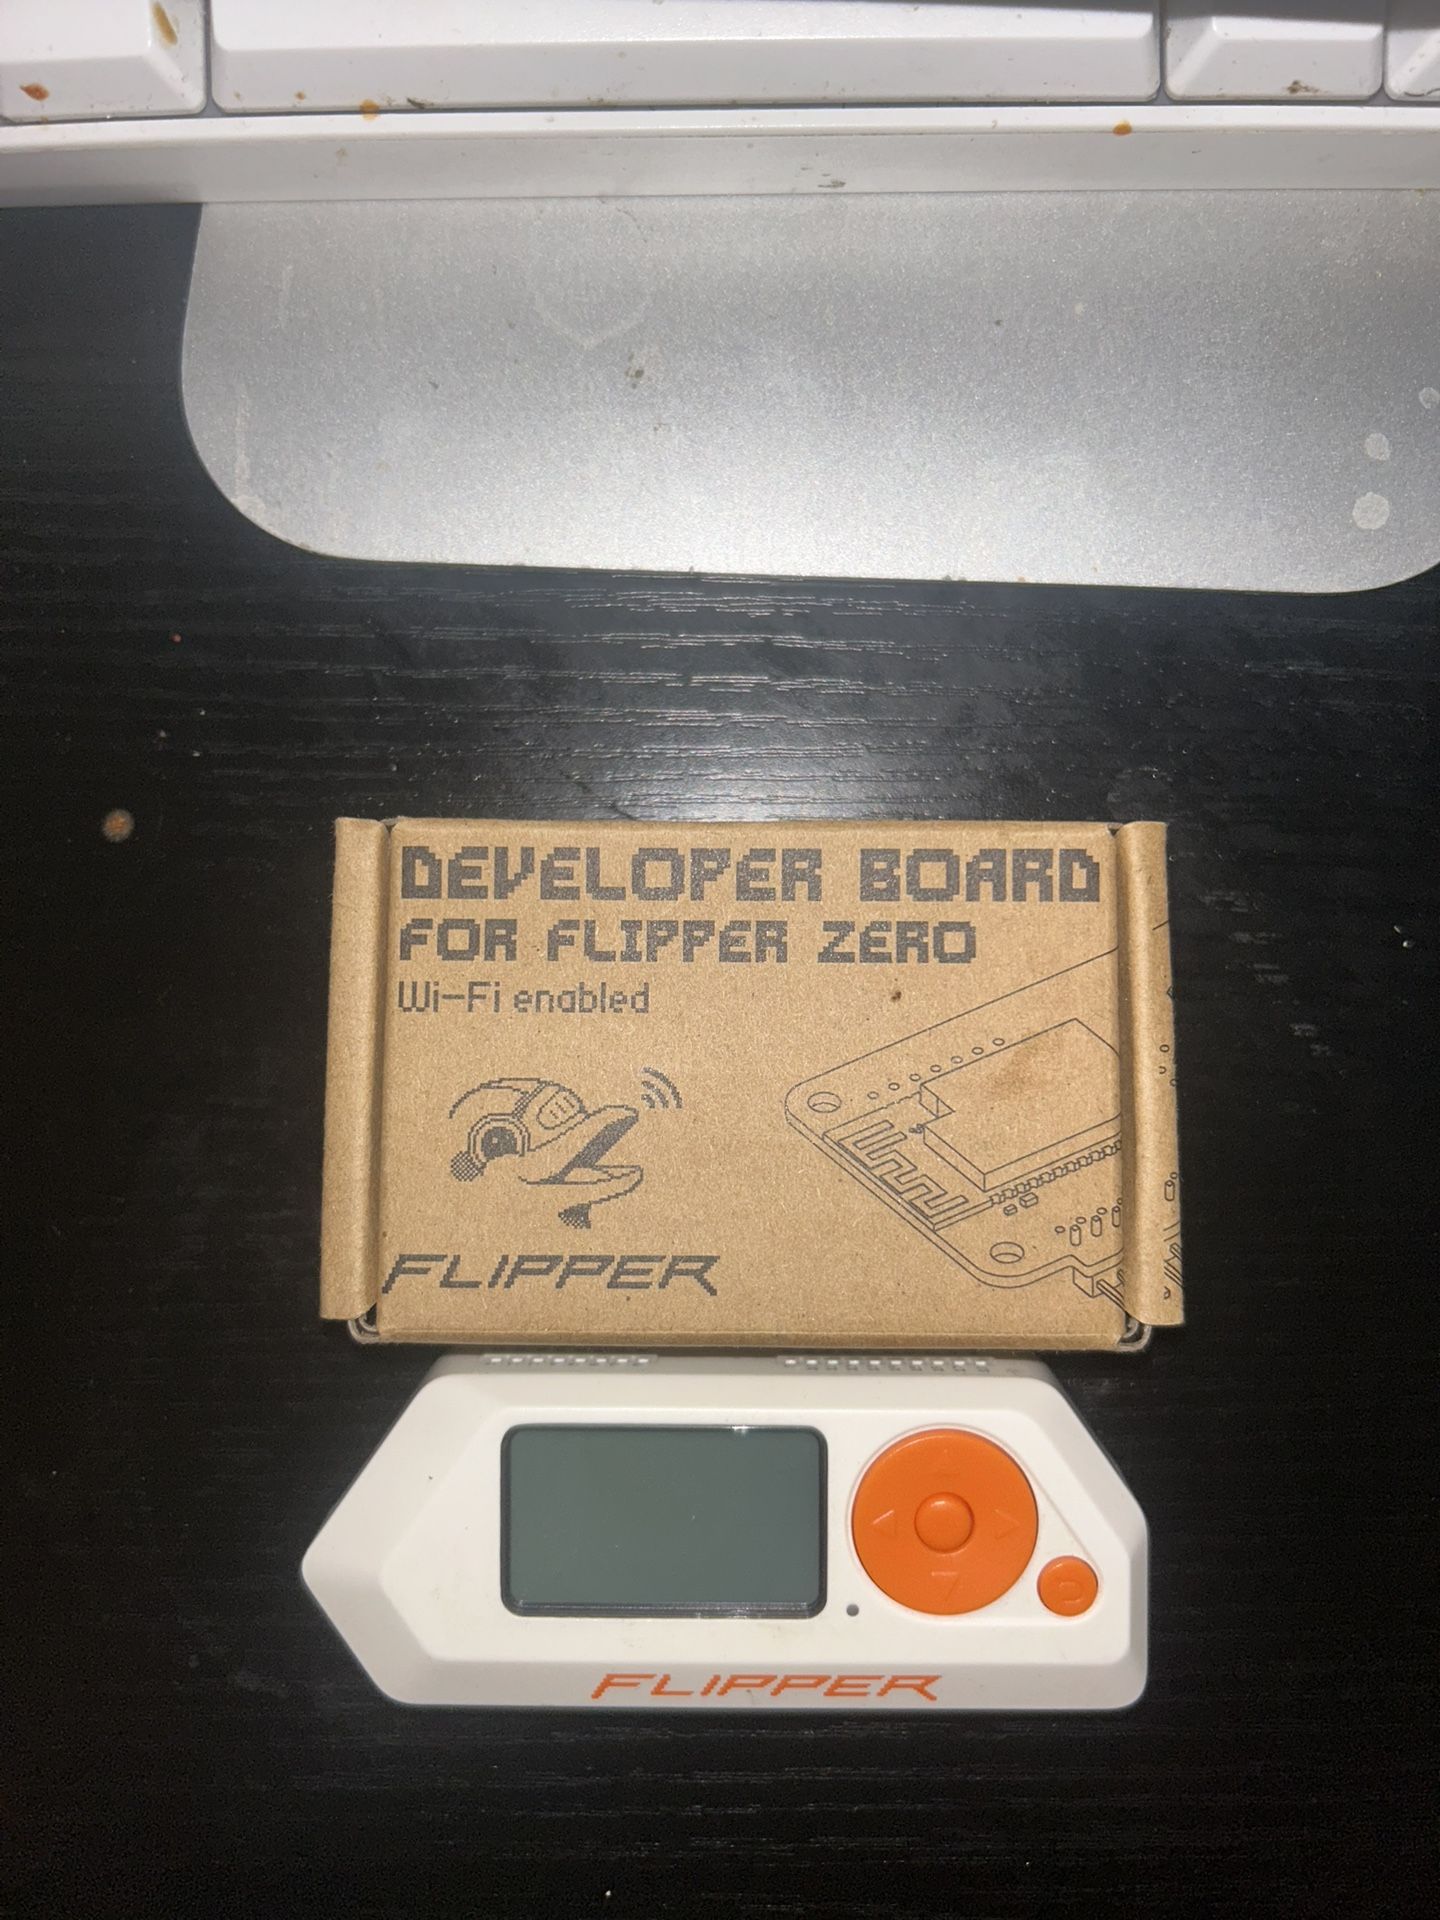 DEVELOPER BOARD
FOR FLIPPER ZERO
Wi-Fi enabled
FLIPPER
FLIPPER